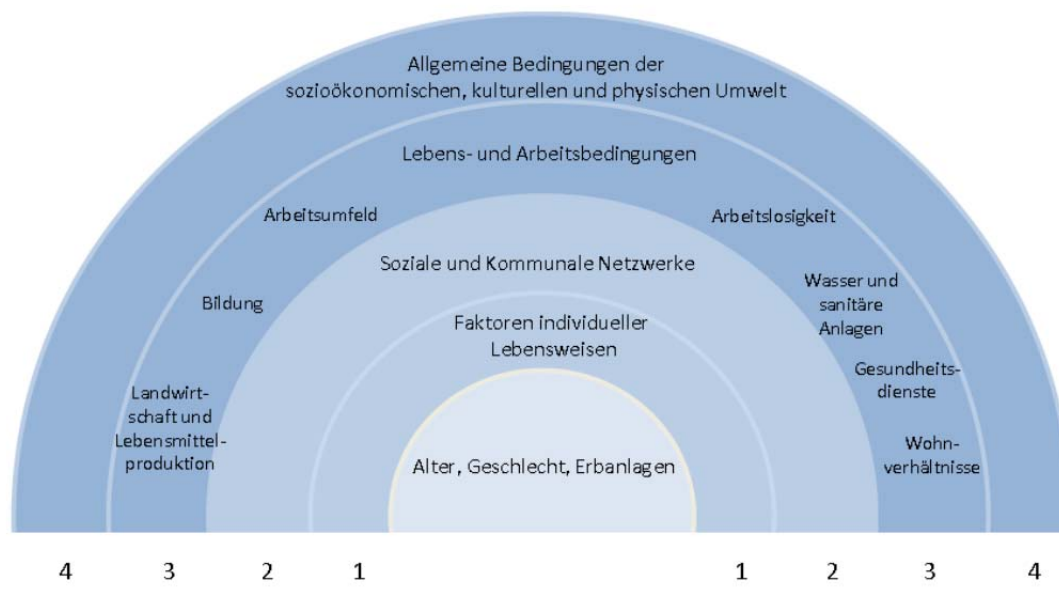 Allgemeine Bedingungen der
sozioökonomischen, kulturellen und physischen Umwelt
Lebens- und Arbeitsbedingungen
Arbeitsumfeld
Arbeitslosigkeit
Soziale und Kommunale Netzwerke
Bildung
Wasser und
sanitäre
Anlagen
Faktoren individueller
Lebensweisen
Gesundheits-
dienste
Landwirt-
schaft und
Lebensmittel-
produktion
Wohn-
verhältnisse
Alter, Geschlecht, Erbanlagen
4 3 2 1 1 2 3 4